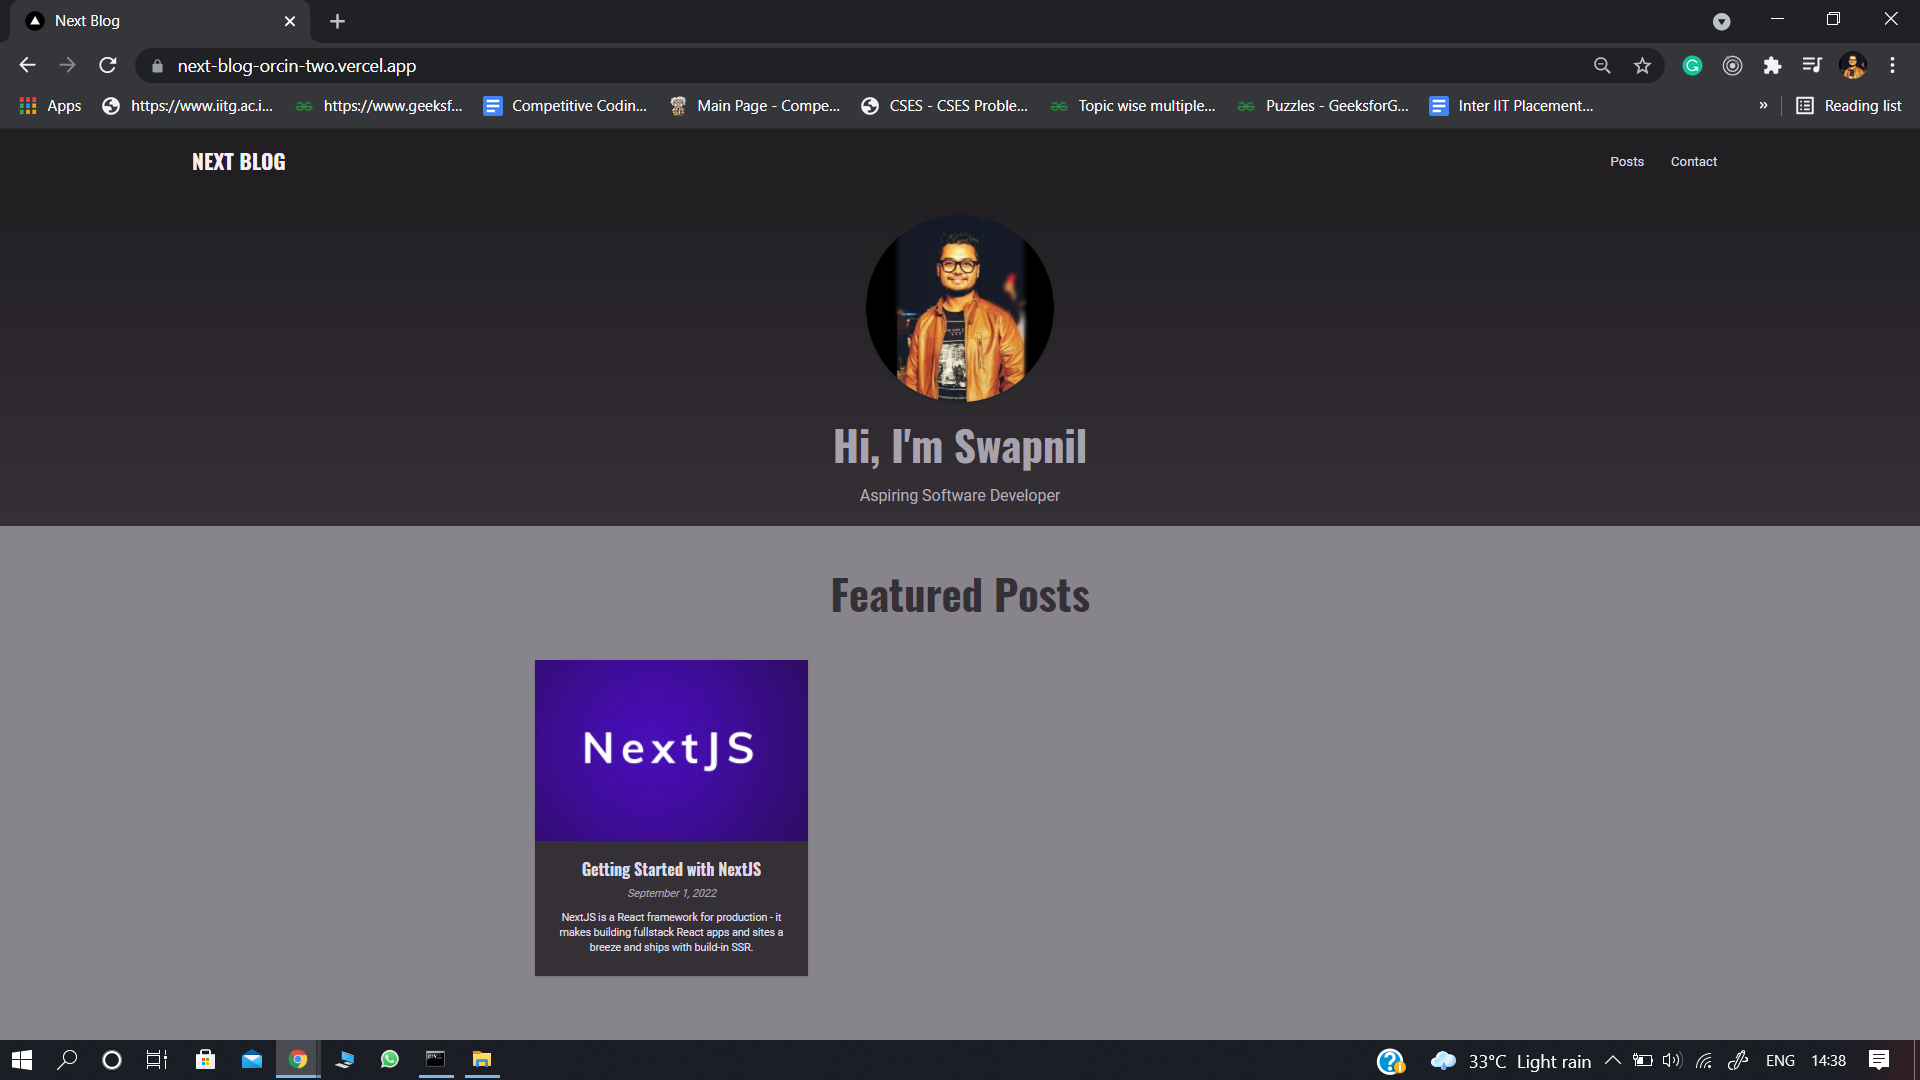 Next Blog
next-blog-orcin-two.vercel.app
Apps
https://www.iitg.ac.i...
https://www.geeksf...
Competitive Codin...
Main Page - Compe...
CSES - CSES Proble...
Topic wise multiple...
Puzzles - GeeksforG...
Inter IIT Placement...
»
Reading list
NEXT BLOG
Posts
Contact
Hi, I'm Swapnil
Aspiring Software Developer
Featured Posts
NextJS
Getting Started with NextJS
September 1, 2022
NextJS is a React framework for production - it
makes building fullstack React apps and sites a
breeze and ships with build-in SSR.
33°C Light rain
ENG
14:38